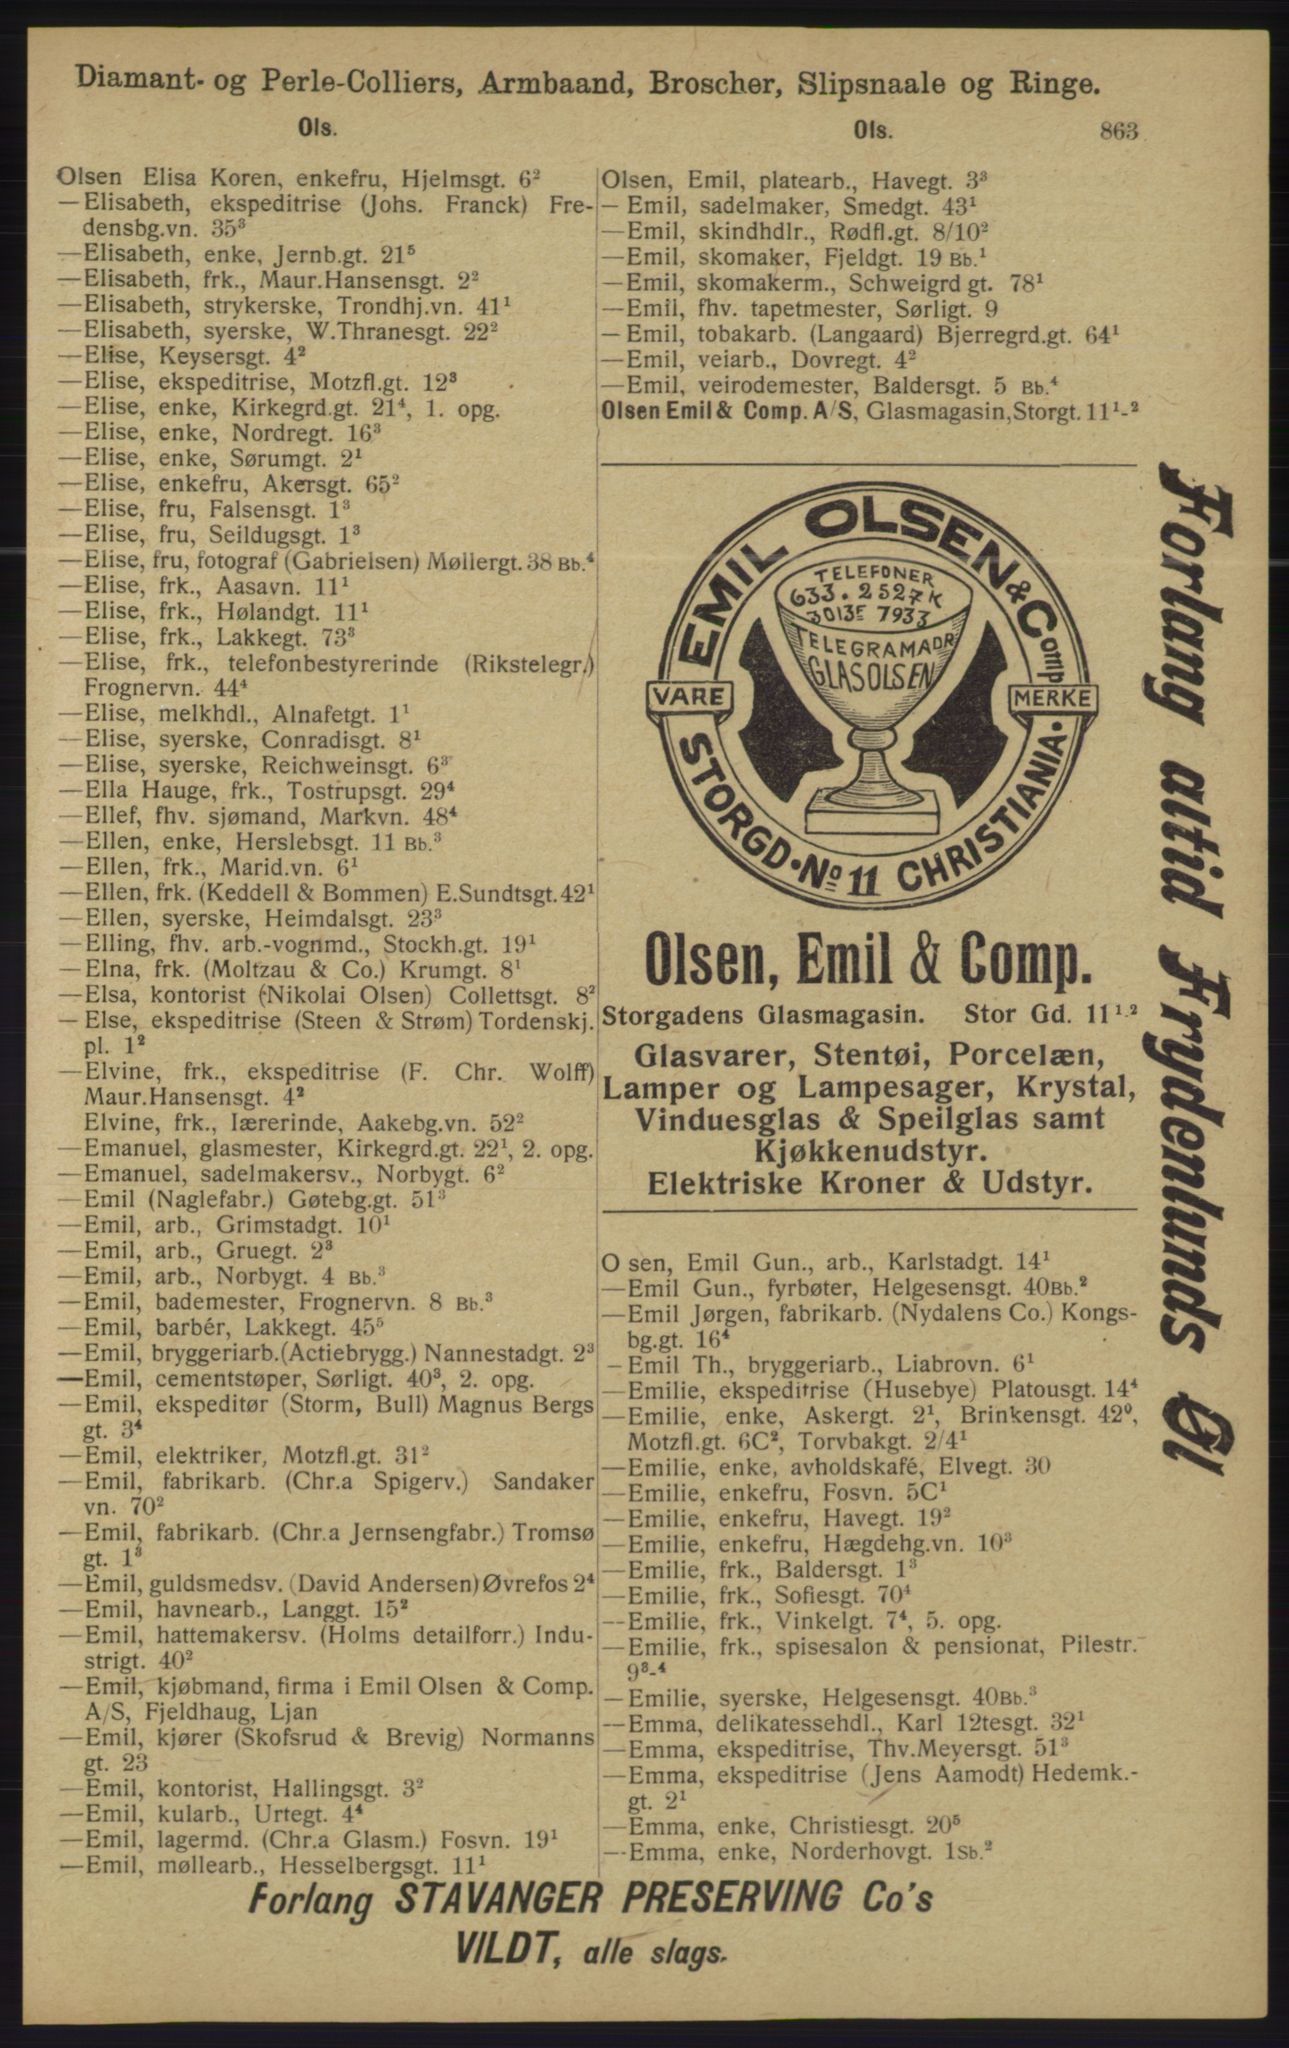 Diamant- og Perle-Colliers, Armbaand, Broscher, Slipsnaale og Ringe.
Ols.
Ols.
863
Olsen Elisa Koren, enkefru, Hjelmsgt. 6²
—Elisabeth, ekspeditrise (Johs. Franck) Fre-
densbg.vn. 35³
—Elisabeth, enke, Jernb.gt. 21⁵
—Elisabeth, frk., Maur.Hansensgt. 2²
—Elisabeth, strykerske, Trondhj.vn. 41¹
—Elisabeth, syerske, W.Thranesgt. 22²
—Elise, Keysersgt. 4²
—Elise, ekspeditrise, Motzfl.gt. 12³
—Elise, enke, Kirkegrd.gt. 21⁴, 1. opg.
—Elise, enke, Nordregt. 16³
—Elise, enke, Sørumgt. 2¹
—Elise, enkefru, Akersgt. 65²
—Elise, fru, Falsensgt. 1³
—Elise, fru, Seildugsgt. 1³
—Elise, fru, fotograf (Gabrielsen) Møllergt. 38 Bb.⁴
—Elise, frk., Aasavn. 11¹
—Elise, frk., Hølandgt. 11¹
—Elise, frk., Lakkegt. 73³
—Elise, frk., telefonbestyrerinde (Rikstelegr.)
Frognervn. 44⁴
—Elise, melkhdl., Alnafetgt. 1¹
—Elise, syerske, Conradisgt. 8¹
—Elise, syerske, Reichweinsgt. 6³
—Ella Hauge, frk., Tostrupsgt. 29⁴
—Ellef, fhv. sjømand, Markvn. 48⁴
—Ellen, enke, Herslebsgt. 11 Bb.³
—Ellen, frk., Marid.vn. 6¹
—Ellen, frk. (Keddell & Bommen) E.Sundtsgt. 42¹
—Ellen, syerske, Heimdalsgt. 23³
—Elling, fhv. arb.-vognmd., Stockh.gt. 19¹
—Elna, frk. (Moltzau & Co.) Krumgt. 8¹
—Elsa, kontorist (Nikolai Olsen) Collettsgt. 8²
—Else, ekspeditrise (Steen & Strøm) Tordenskj.
pl. 1²
—Elvine, frk., ekspeditrise (F. Chr. Wolff)
Maur.Hansensgt. 4²
Elvine, frk., lærerinde, Aakebg.vn. 52²
—Emanuel, glasmester, Kirkegrd.gt. 22¹, 2. opg.
—Emanuel, sadelmakersv., Norbygt. 6²
—Emil (Naglefabr.) Gøtebg.gt. 51³
—Emil, arb., Grimstadgt. 10¹
—Emil, arb., Gruegt. 2³
—Emil, arb., Norbygt. 4 Bb.³
—Emil, bademester, Frognervn. 8 Bb.³
—Emil, barbér, Lakkegt. 45⁵
—Emil, bryggeriarb.(Actiebrygg.) Nannestadgt. 2³
—Emil, cementstøper, Sørligt. 40³, 2. opg.
—Emil, ekspeditør (Storm, Bull) Magnus Bergs
gt. 3⁴
—Emil, elektriker, Motzfl.gt. 31²
—Emil, fabrikarb. (Chr.a Spigerv.) Sandaker
vn. 70²
—Emil, fabrikarb. (Chr.a Jernsengfabr.) Tromsø
gt. 1³
—Emil, guldsmedsv. (David Andersen) Øvrefos 2⁴
—Emil, havnearb., Langgt. 15²
—Emil, hattemakersv. (Holms detailforr.) Indu-
strigt. 40²
—Emil, kjøbmand, firma i Emil Olsen & Comp.
A/S, Fjeldhaug, Ljan
—Emil, kjører (Skofsrud & Brevig) Normanns
gt. 23
—Emil, kontorist, Hallingsgt. 3²
—Emil, kularb., Urtegt. 4⁴
—Emil, lagermd. (Chr.a Glasm.) Fosvn. 19¹
—Emil, møllearb., Hesselbergsgt. 11¹
Olsen, Emil, platearb., Havegt. 3³
—Emil, sadelmaker, Smedgt. 43¹
—Emil, skindhdlr., Rødfl.gt. 8/10²
—Emil, skomaker, Fjeldgt. 19 Bb.¹
—Emil, skomakerm., Schweigrd gt. 78¹
—Emil, fhv. tapetmester, Sørligt. 9
—Emil, tobakarb. (Langaard) Bjerregrd.gt. 64¹
—Emil, veiarb., Dovregt. 4²
—Emil, veirodemester, Baldersgt. 5 Bb.⁴
Olsen Emil & Comp. A/S, Glasmagasin, Storgt. 11¹-²
EMIL OLSEN & Comp
TELEFONER
633. 2527K
3013E 7933
TELEGRAMADR
GLASOLSEN
VARE MERKE
STORGD • No 11 CHRISTIANIA •
Olsen, Emil & Comp.
Storgadens Glasmagasin. Stor Gd. 11¹-²
Glasvarer, Stentøi, Porcelæn,
Lamper og Lampesager, Krystal,
Vinduesglas & Speilglas samt
Kjøkkenudstyr.
Elektriske Kroner & Udstyr.
O sen, Emil Gun., arb., Karlstadgt. 14¹
—Emil Gun., fyrbøter, Helgesensgt. 40Bb.²
—Emil Jørgen, fabrikarb. (Nydalens Co.) Kongs-
bg.gt. 16⁴
—Emil Th., bryggeriarb., Liabrovn. 6¹
—Emilie, ekspeditrise (Husebye) Platousgt. 14⁴
—Emilie, enke, Askergt. 2¹, Brinkensgt. 42⁰,
Motzfl.gt. 6C², Torvbakgt. 2/4¹
—Emilie, enke, avholdskafé, Elvegt. 30
—Emilie, enkefru, Fosvn. 5C¹
—Emilie, enkefru, Havegt. 19²
—Emilie, enkefru, Hægdehg.vn. 10³
—Emilie, frk., Baldersgt. 1³
—Emilie, frk., Sofiesgt. 70⁴
—Emilie, frk., Vinkelgt. 7⁴, 5. opg.
—Emilie, frk., spisesalon & pensionat, Pilestr.
9³-⁴
—Emilie, syerske, Helgesensgt. 40Bb.³
—Emma, delikatessehdl., Karl 12tesgt. 32¹
—Emma, ekspeditrise, Thv.Meyersgt. 51³
—Emma, ekspeditrise (Jens Aamodt) Hedemk.-
gt. 2¹
—Emma, enke, Christiesgt. 20⁵
—Emma, enke, Norderhovgt. 1Sb.²
Forlang altid Frydenlunds Øl
Forlang STAVANGER PRESERVING Co's
VILDT, alle slags.